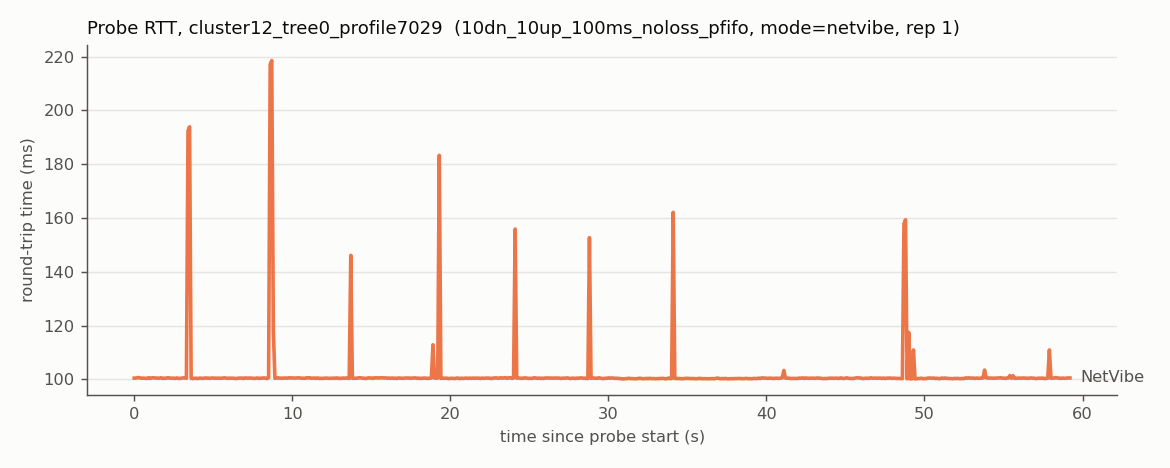 Probe RTT, cluster12_tree0_profile7029 (10dn_10up_100ms_noloss_pfifo, mode=netvibe, rep 1)
round-trip time (ms)
220
200
180
160
140
120
100
NetVibe
0 10 20 30 40 50 60
time since probe start (s)